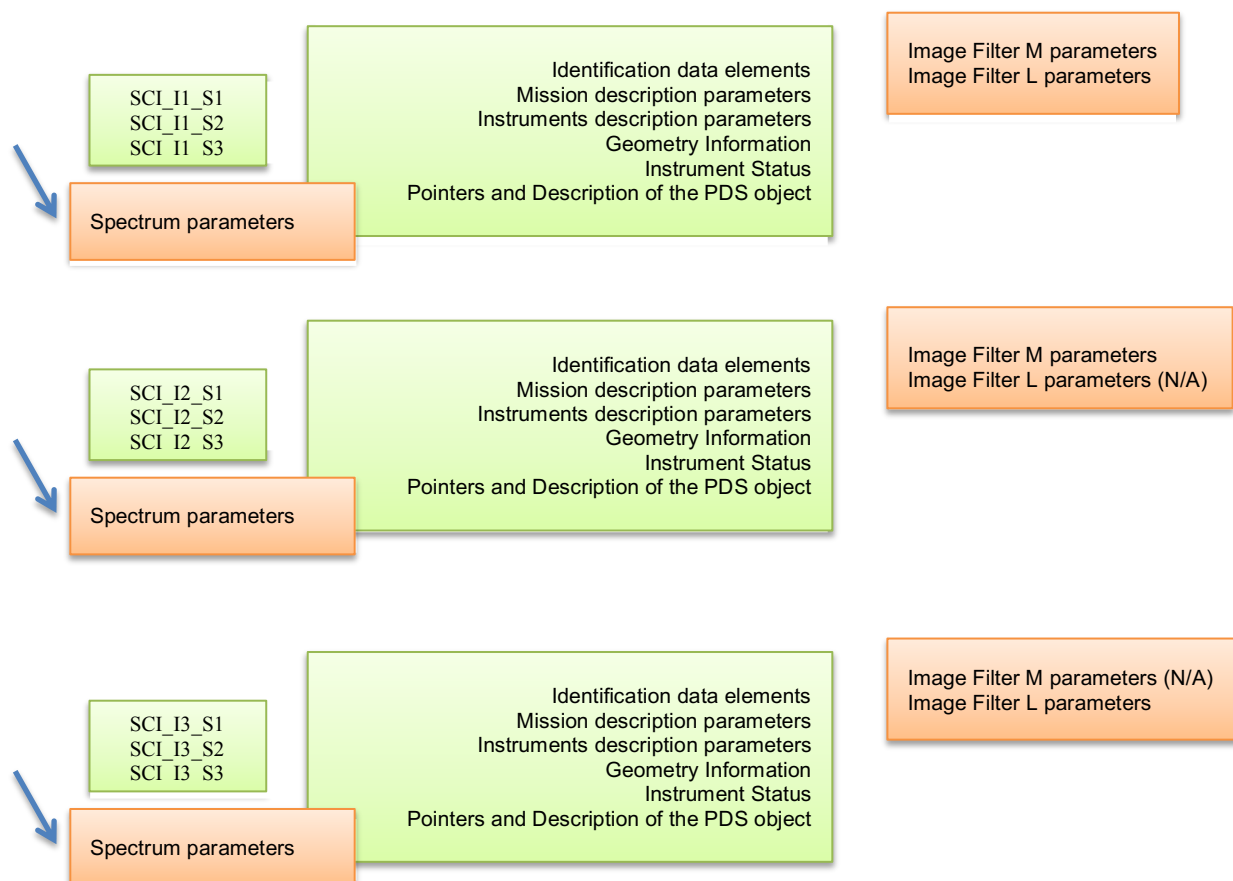 Image Filter M parameters
Image Filter L parameters
Identification data elements
Mission description parameters
Instruments description parameters
Geometry Information
Instrument Status
Pointers and Description of the PDS object
SCI_I1_S1
SCI_I1_S2
SCI_I1_S3
Spectrum parameters
Image Filter M parameters
Image Filter L parameters (N/A)
Identification data elements
Mission description parameters
Instruments description parameters
Geometry Information
Instrument Status
Pointers and Description of the PDS object
SCI_I2_S1
SCI_I2_S2
SCI_I2_S3
Spectrum parameters
Image Filter M parameters (N/A)
Image Filter L parameters
Identification data elements
Mission description parameters
Instruments description parameters
Geometry Information
Instrument Status
Pointers and Description of the PDS object
SCI_I3_S1
SCI_I3_S2
SCI_I3_S3
Spectrum parameters